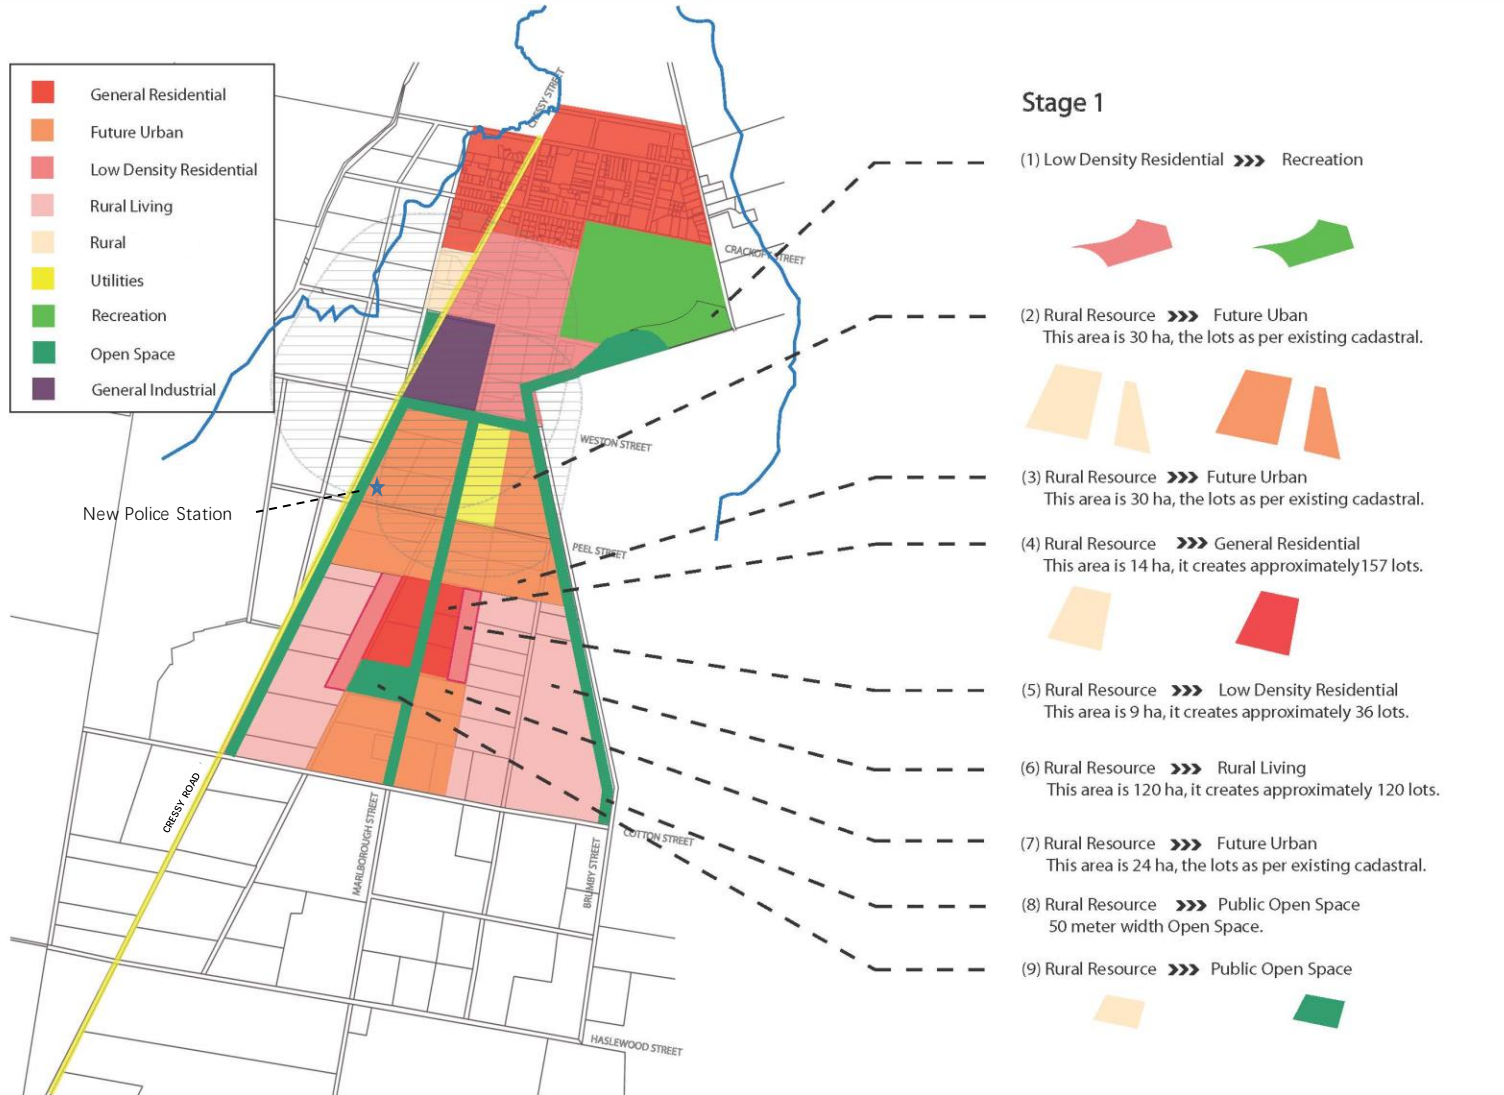 General Residential
Future Urban
Low Density Residential
Rural Living
Rural
Utilities
Recreation
Open Space
General Industrial
CRESSY STREET
CRACROFT STREET
WESTON STREET
New Police Station
PEEL STREET
CRESSY ROAD
MARLBOROUGH STREET
COTTON STREET
BRUMBY STREET
HASLEWOOD STREET
Stage 1
(1) Low Density Residential Recreation
(2) Rural Resource Future Uban
This area is 30 ha, the lots as per existing cadastral.
(3) Rural Resource Future Urban
This area is 30 ha, the lots as per existing cadastral.
(4) Rural Resource General Residential
This area is 14 ha, it creates approximately157 lots.
(5) Rural Resource Low Density Residential
This area is 9 ha, it creates approximately 36 lots.
(6) Rural Resource Rural Living
This area is 120 ha, it creates approximately 120 lots.
(7) Rural Resource Future Urban
This area is 24 ha, the lots as per existing cadastral.
(8) Rural Resource Public Open Space
50 meter width Open Space.
(9) Rural Resource Public Open Space